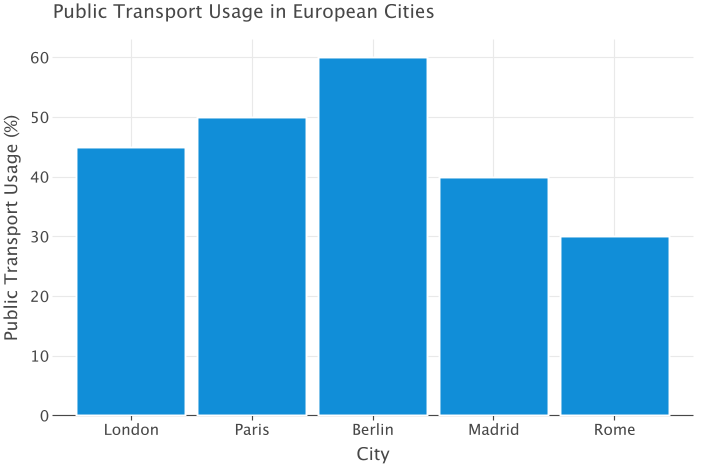 Public Transport Usage in European Cities
Public Transport Usage (%)
60
50
40
30
20
10
0
London Paris Berlin Madrid Rome
City